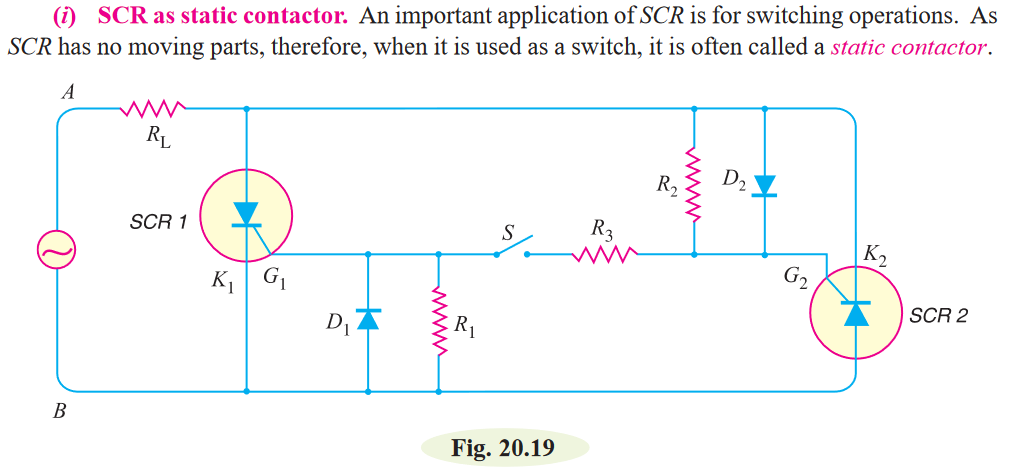 (i) SCR as static contactor. An important application of SCR is for switching operations. As
SCR has no moving parts, therefore, when it is used as a switch, it is often called a static contactor.
A
R_L
SCR 1
K_1 G_1
D_1
R_1
S
R_3
R_2
D_2
G_2
K_2
SCR 2
B
Fig. 20.19